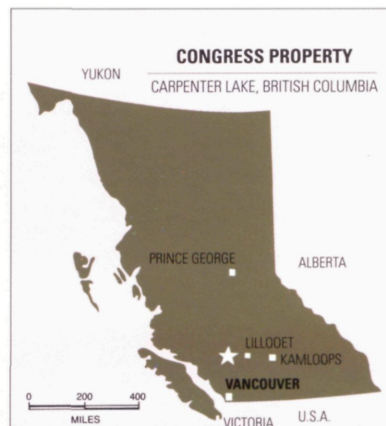 CONGRESS PROPERTY
CARPENTER LAKE, BRITISH COLUMBIA
YUKON
PRINCE GEORGE
ALBERTA
LILLOOET
KAMLOOPS
VANCOUVER
0 200 400
MILES
VICTORIA
U.S.A.